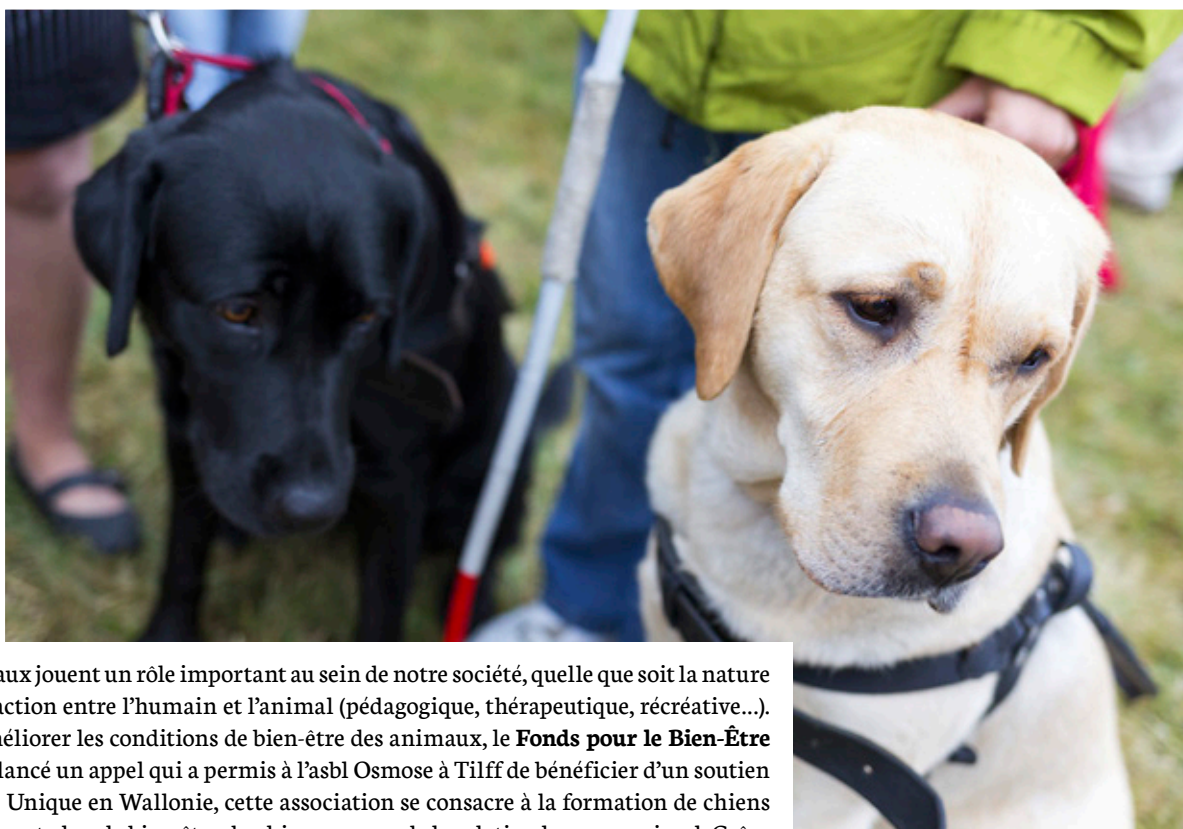 aux jouent un rôle important au sein de notre société, quelle que soit la nature
action entre l’humain et l’animal (pédagogique, thérapeutique, récréative…).
éliorer les conditions de bien-être des animaux, le Fonds pour le Bien-Être
lancé un appel qui a permis à l’asbl Osmose à Tilff de bénéficier d’un soutien
Unique en Wallonie, cette association se consacre à la formation de chiens